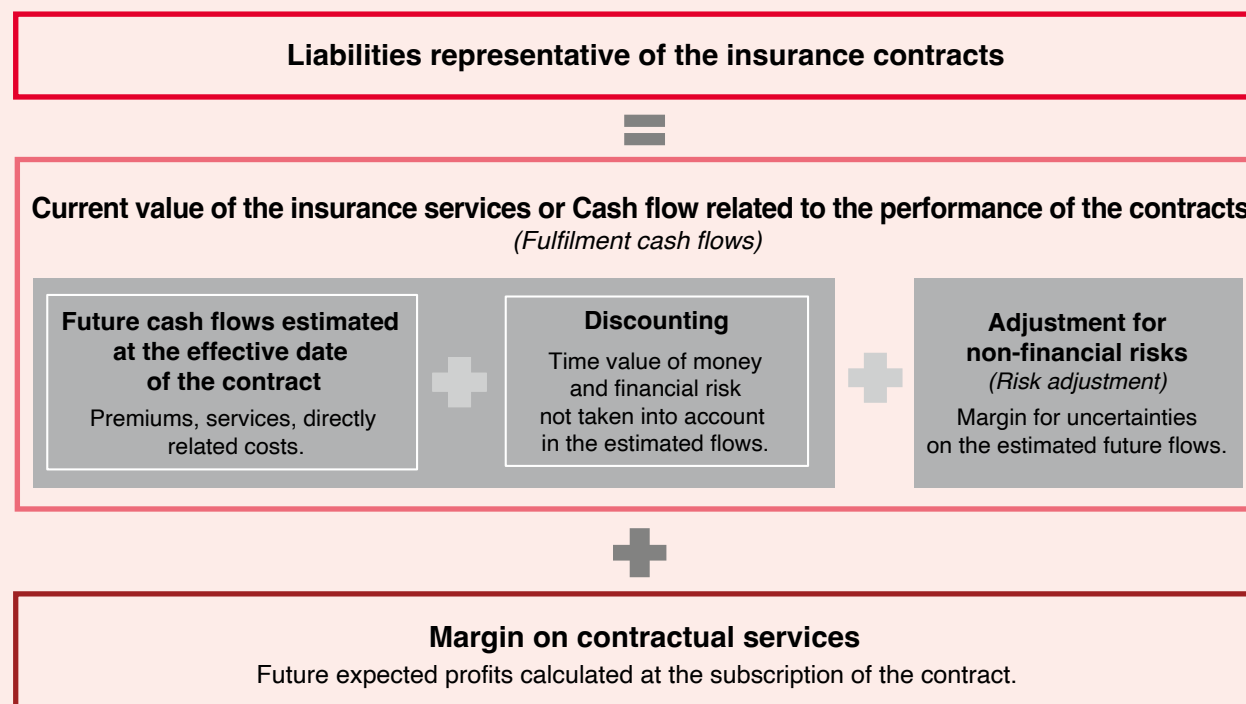 Liabilities representative of the insurance contracts
Current value of the insurance services or Cash flow related to the performance of the contracts
(Fulfilment cash flows)
Future cash flows estimated
at the effective date
of the contract
Premiums, services, directly
related costs.
Discounting
Time value of money
and financial risk
not taken into account
in the estimated flows.
Adjustment for
non-financial risks
(Risk adjustment)
Margin for uncertainties
on the estimated future flows.
Margin on contractual services
Future expected profits calculated at the subscription of the contract.